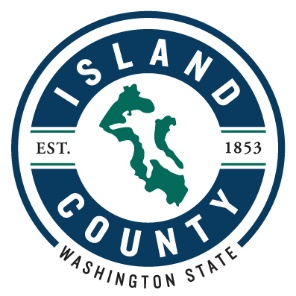 ISLAND
EST. 1853
COUNTY
WASHINGTON STATE